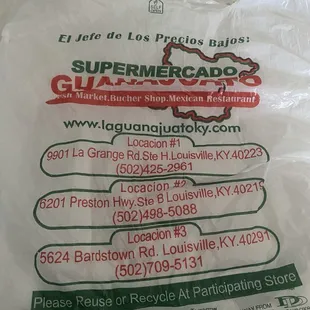 El Jefe de Los Precios Bajos:
SUPERMERCADO
GUANAJUATO
sh Market,Bucher Shop,Mexican Restaurant
www.laguanajuatoky.com
Locacion #1
9901 La Grange Rd.Ste H.Louisville,KY.40223
(502)425-2961
Locacion #2
6201 Preston Hwy.Ste B Louisville,KY.40219
(502)498-5088
Locacion #3
5624 Bardstown Rd. Louisville,KY.40291
(502)709-5131
Please Reuse or Recycle At Participating Store